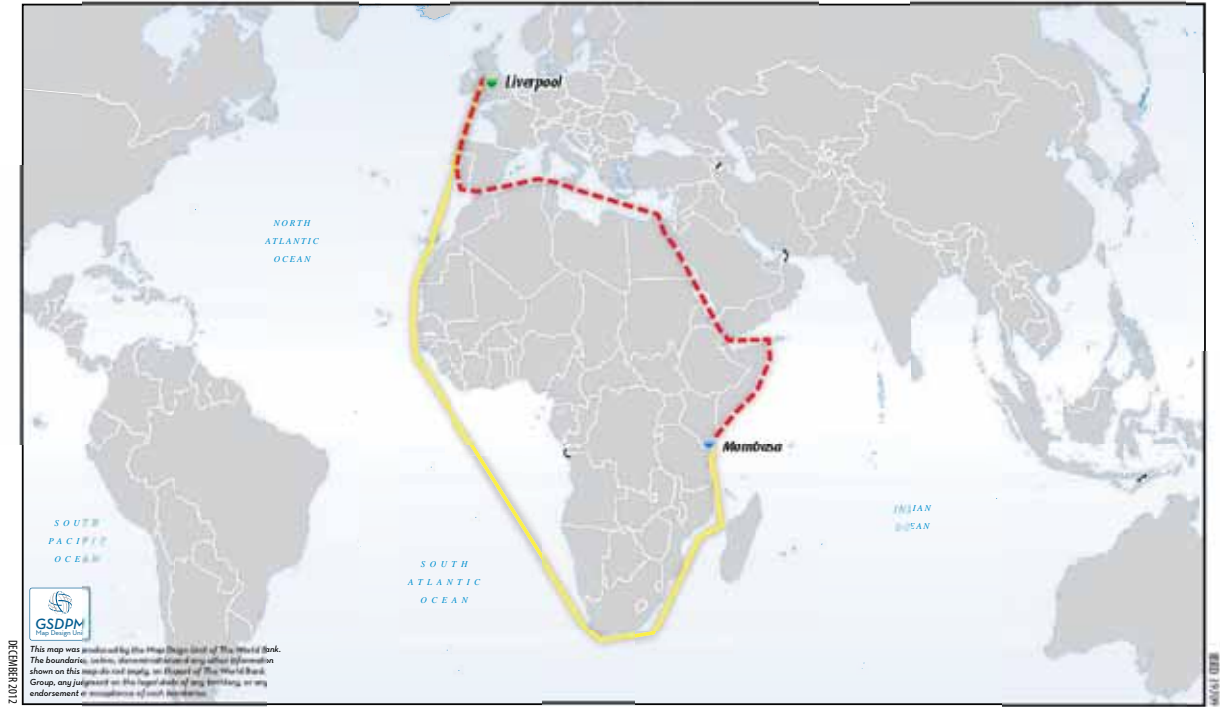 Liverpool
NORTH
ATLANTIC
OCEAN
Mombasa
INDIAN
OCEAN
SOUTH
PACIFIC
OCEAN
SOUTH
ATLANTIC
OCEAN
GSDPM
Map Design Unit
This map was produced by the Map Design Unit of The World Bank.
The boundaries, colors, denominations and any other information
shown on this map do not imply, on the part of The World Bank
Group, any judgment on the legal status of any territory, or any
endorsement or acceptance of such boundaries.
DECEMBER 2012
IBRD